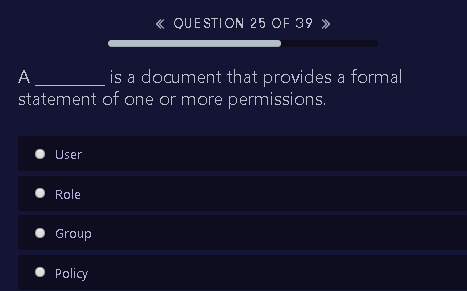 « QUESTION 25 OF 39 »
A ________ is a document that provides a formal
statement of one or more permissions.
User
Role
Group
Policy